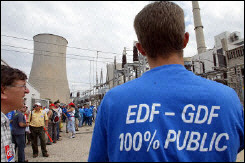 EDF - GDF
100% PUBLIC